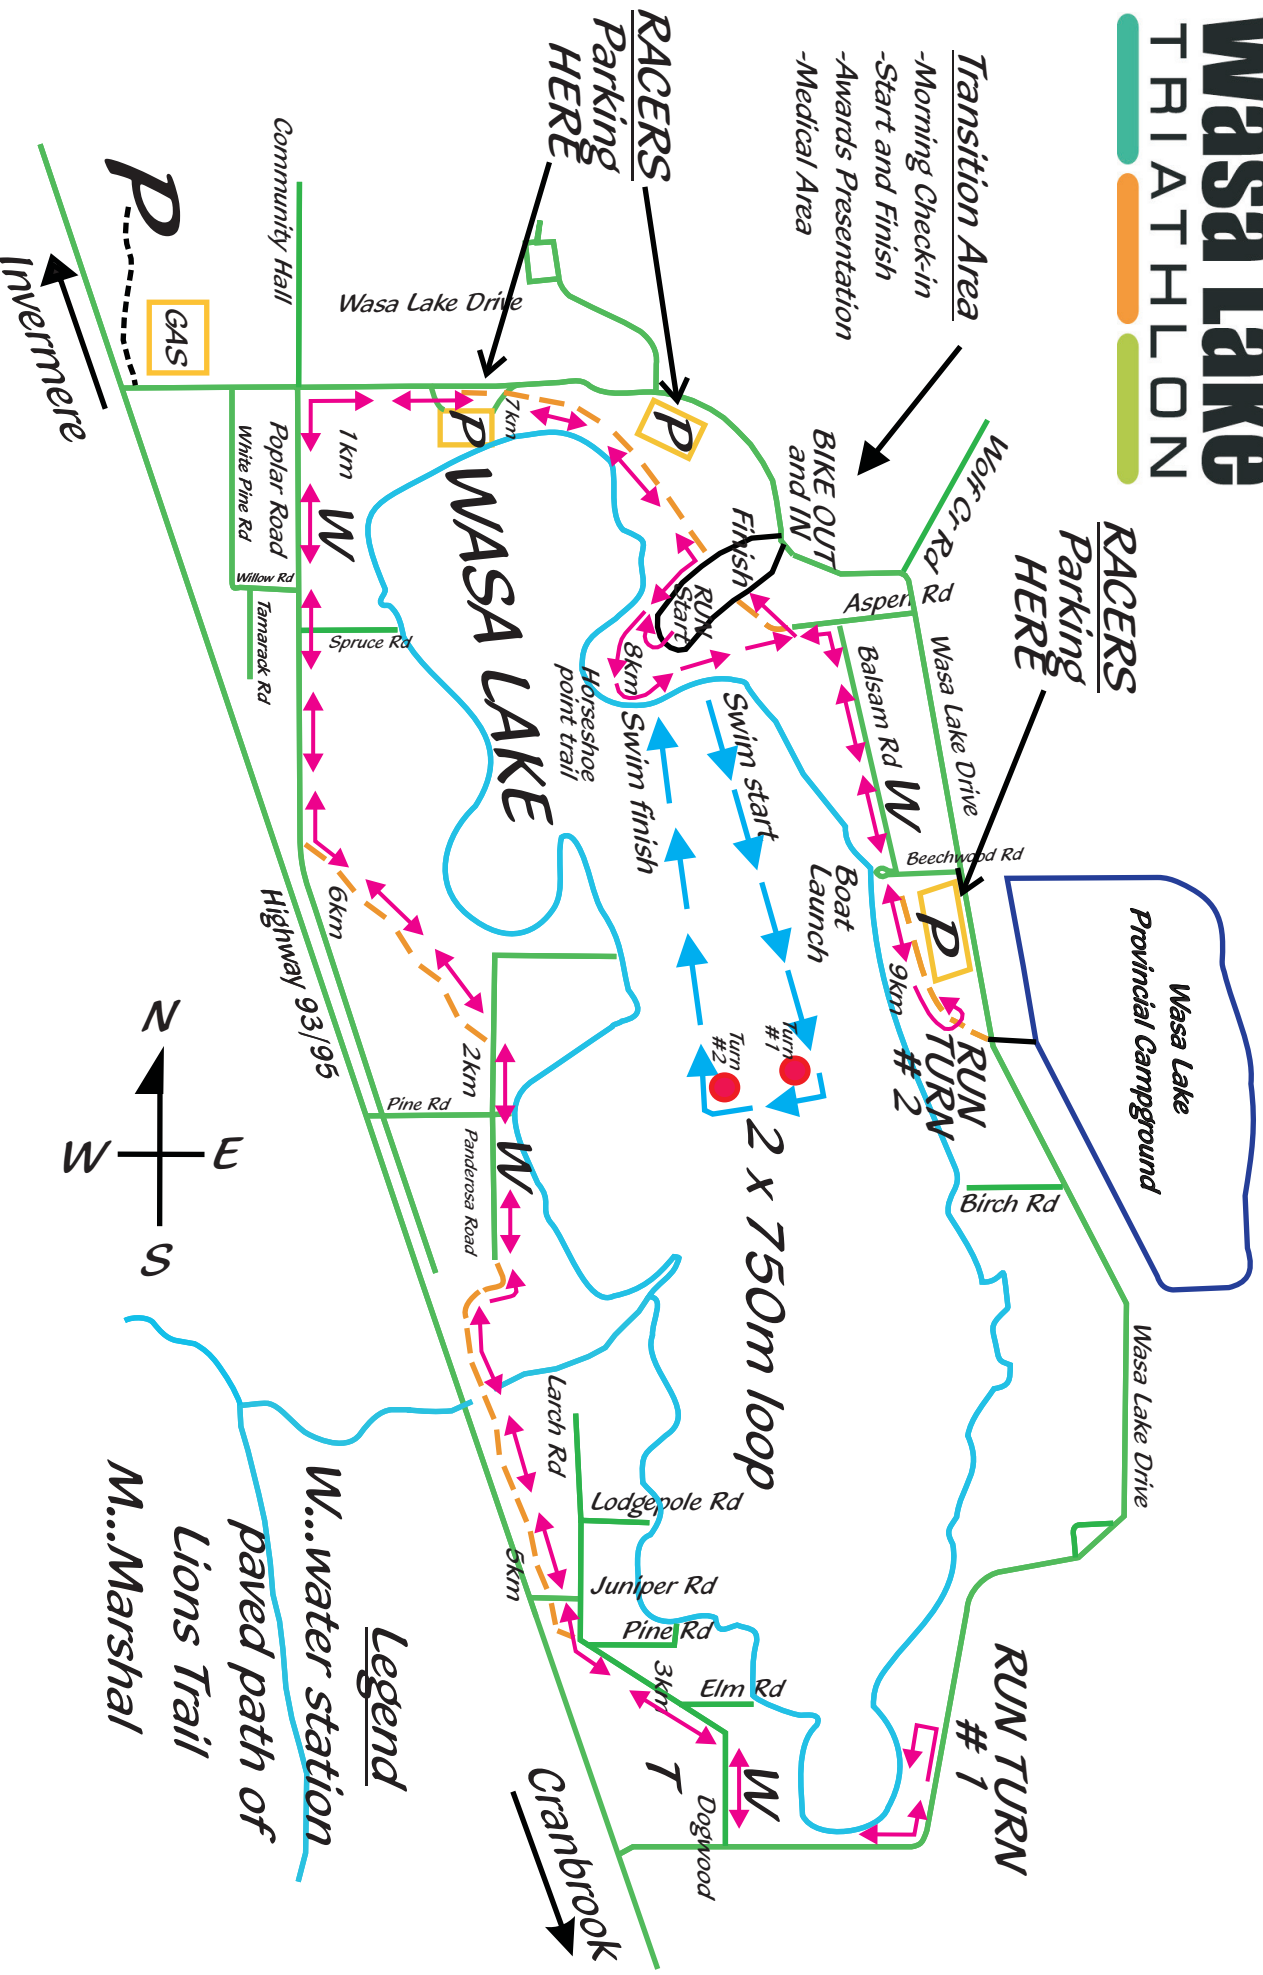 Wasa Lake
TRIATHLON
Transition Area
-Morning Check-in
-Start and Finish
-Awards Presentation
-Medical Area
RACERS
Parking
HERE
RACERS
Parking
HERE
Wasa Lake
Provincial Campground
Wolf Cr Rd
Aspen Rd
Wasa Lake Drive
Balsam Rd
W
Beechwood Rd
P
9km
RUN
TURN
# 2
Birch Rd
Wasa Lake Drive
RUN TURN
# 1
BIKE OUT
and IN
Finish
RUN
Start
8km
P
Boat
Launch
Swim start
Swim finish
Turn
#1
Turn
#2
2 x 750m loop
Horseshoe
point trail
WASA LAKE
Wasa Lake Drive
7km
P
Community Hall
1km
W
Poplar Road
White Pine Rd
Willow Rd
Tamarack Rd
Spruce Rd
6km
Highway 93/95
2km
W
Pine Rd
Panderosa Road
Larch Rd
Lodgepole Rd
5km
Juniper Rd
Pine Rd
3km
Elm Rd
W
T
Dogwood
Cranbrook
P
GAS
Invermere
N
W
E
S
Legend
W...water station
paved path of
Lions Trail
M...Marshal